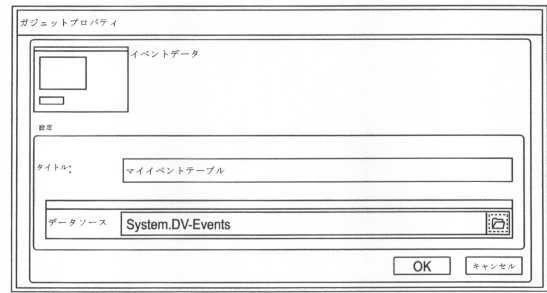 ガジェットプロパティ
イベントデータ
設定
タイトル:
マイイベントテーブル
データソース
System.DV-Events
OK
キャンセル